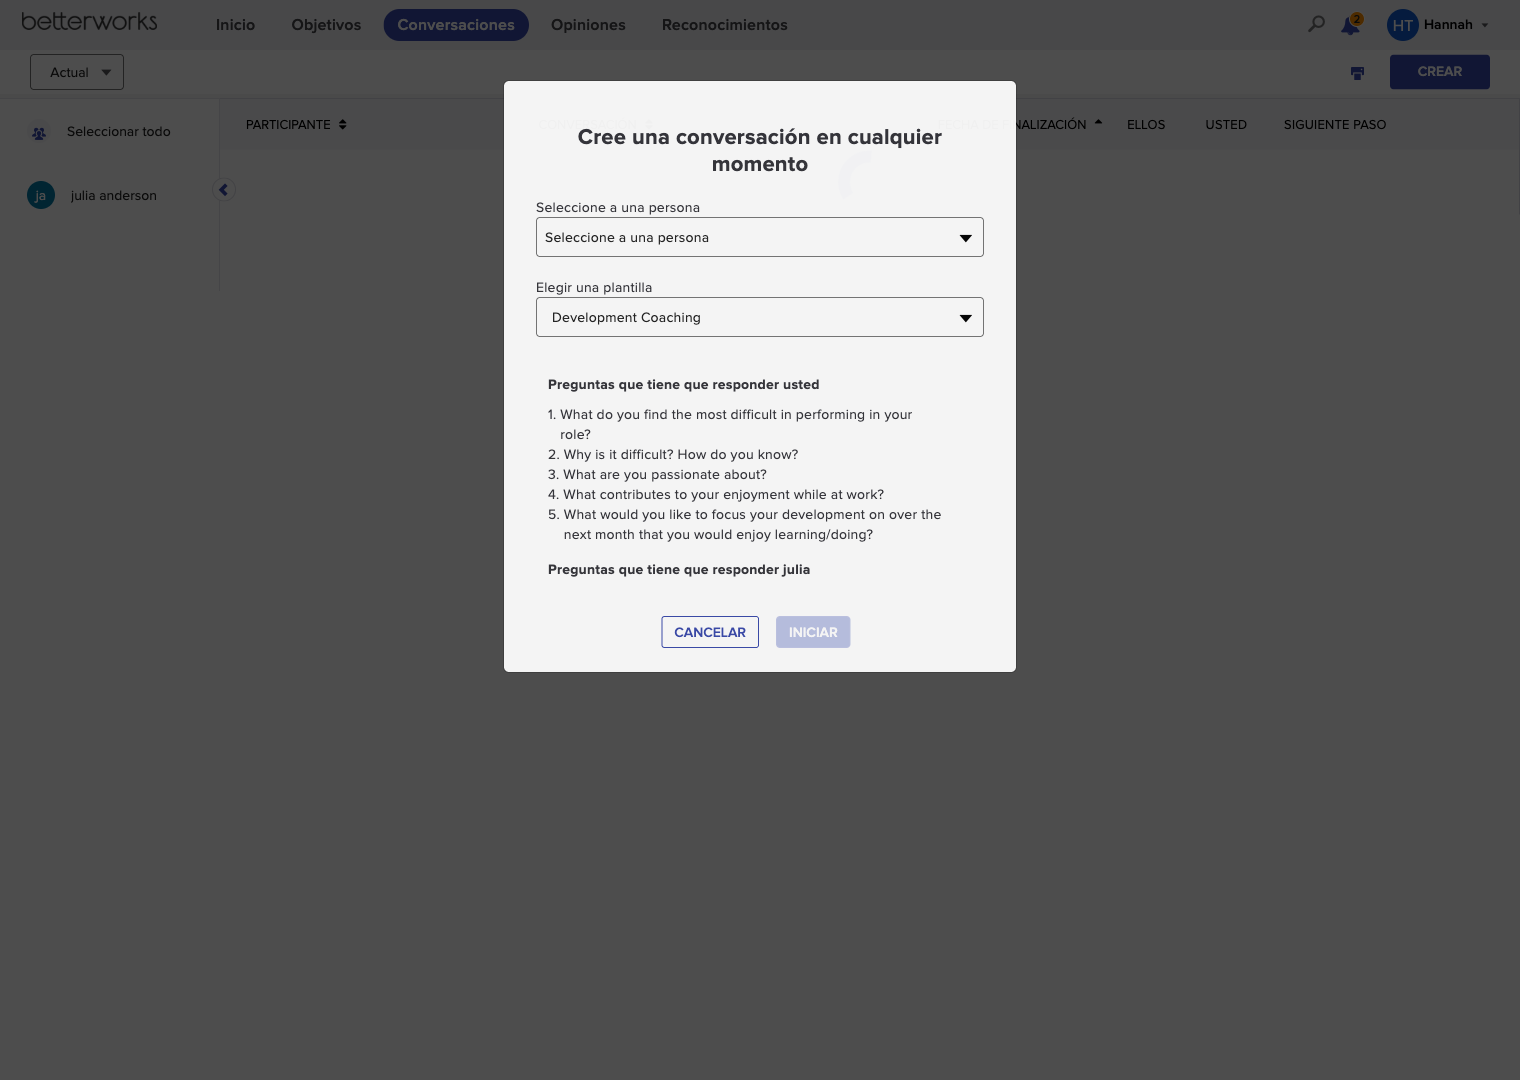 betterworks
Inicio
Objetivos
Conversaciones
Opiniones
Reconocimientos
2
HT
Hannah
Actual
CREAR
Seleccionar todo
PARTICIPANTE
NALIZACIÓN
ELLOS
USTED
SIGUIENTE PASO
ja
julia anderson
Cree una conversación en cualquier
momento
Seleccione a una persona
Seleccione a una persona
Elegir una plantilla
Development Coaching
Preguntas que tiene que responder usted
1. What do you find the most difficult in performing in your
role?
2. Why is it difficult? How do you know?
3. What are you passionate about?
4. What contributes to your enjoyment while at work?
5. What would you like to focus your development on over the
next month that you would enjoy learning/doing?
Preguntas que tiene que responder julia
CANCELAR
INICIAR